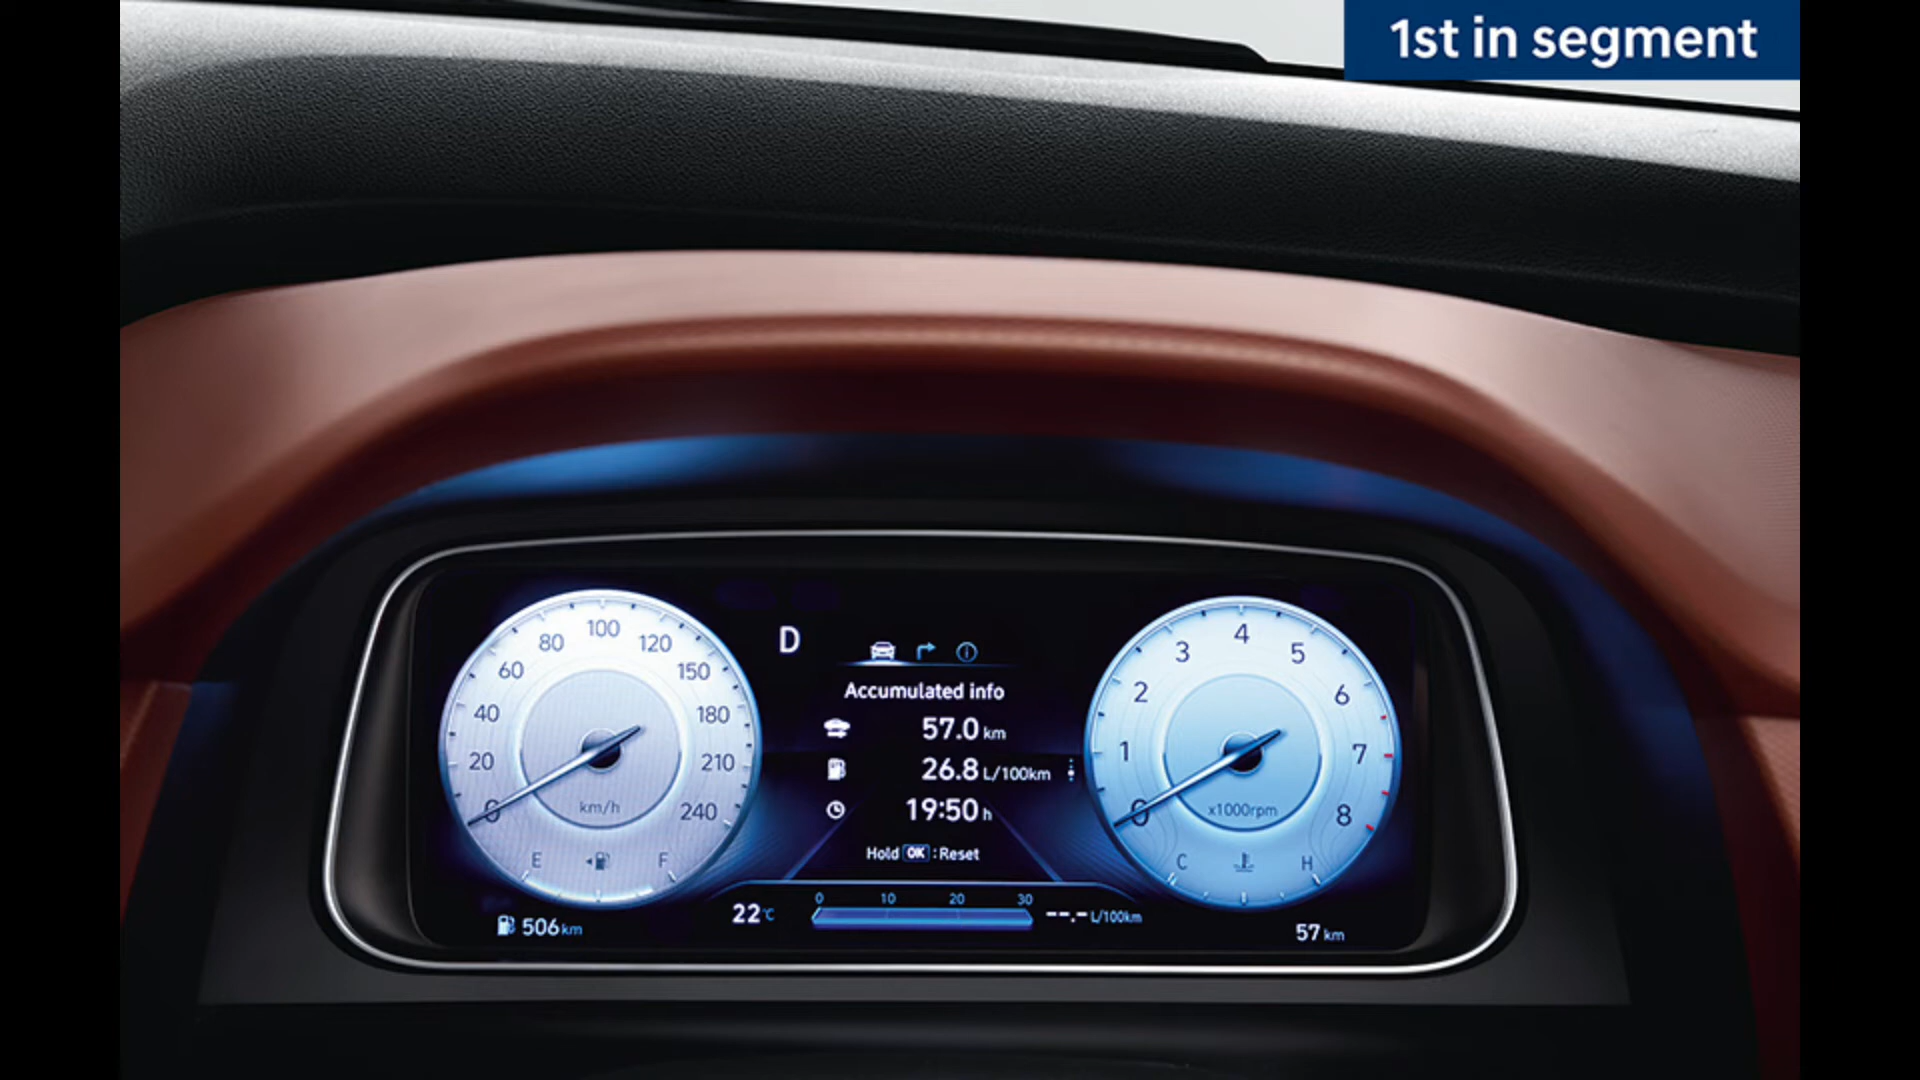 1st in segment
100
80 120
60 150
40 180
20 210
0 240
km/h
E F
506 km
D
Accumulated info
57.0 km
26.8 L/100km
19:50 h
Hold OK : Reset
0 10 20 30
22°C --.- L/100km
4
3 5
2 6
1 7
0 8
x1000rpm
C H
57 km